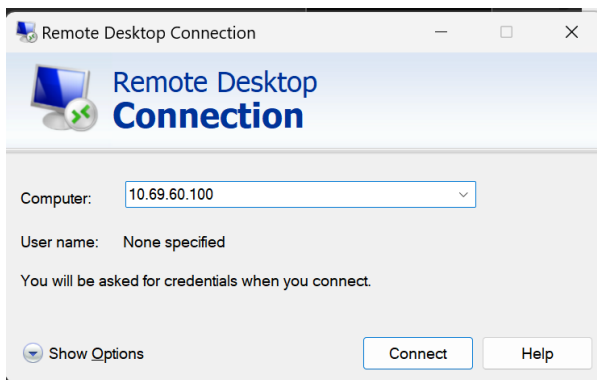 Remote Desktop Connection
Remote Desktop
Connection
Computer: 10.69.60.100
User name: None specified
You will be asked for credentials when you connect.
Show Options Connect Help